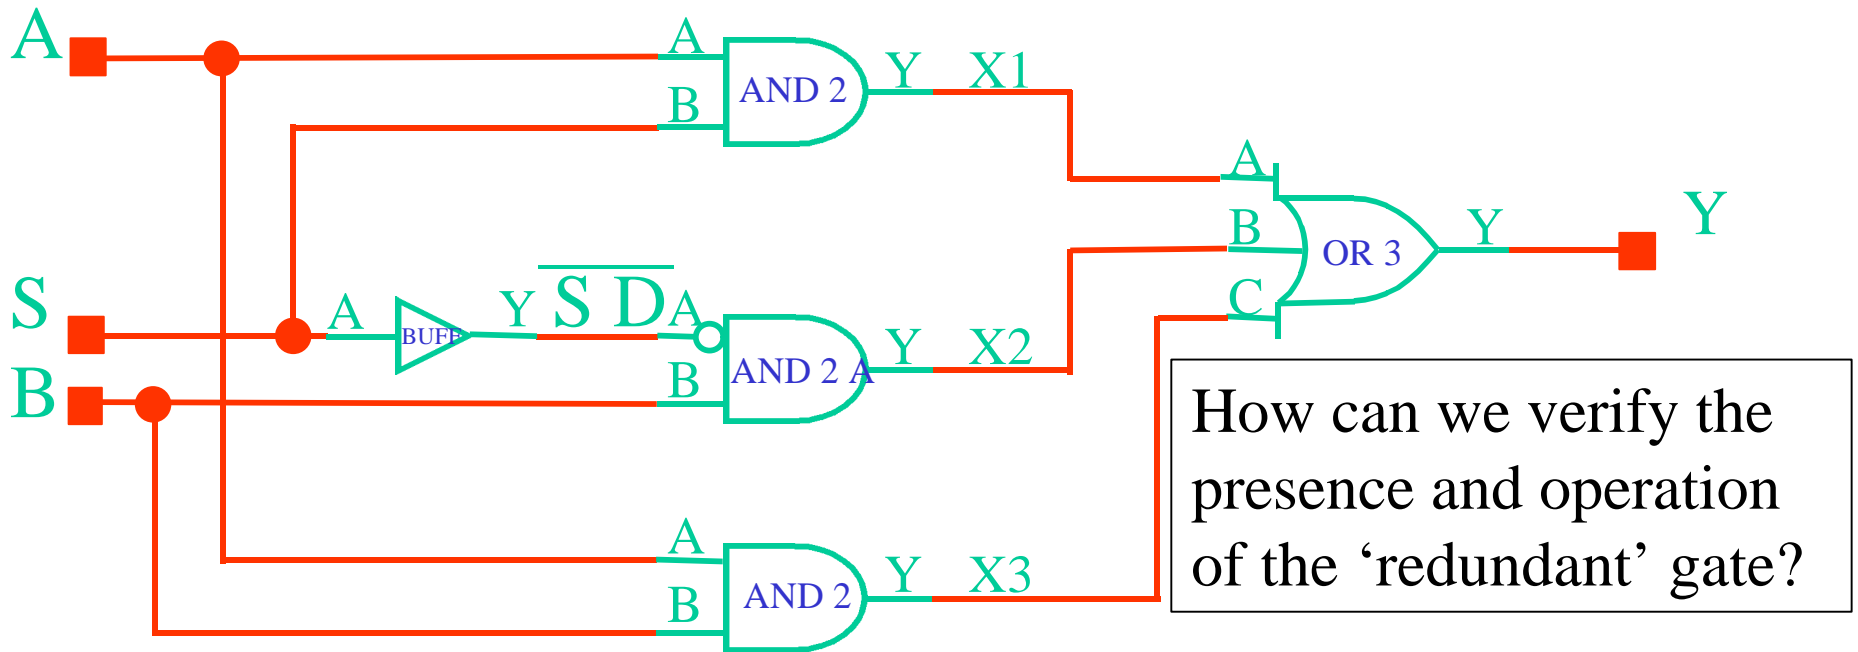 A
A
B
AND 2
Y
X1
A
B
C
OR 3
Y
Y
S
A
BUFF
Y
S D
A
B
AND 2 A
Y
X2
B
A
B
AND 2
Y
X3
How can we verify the
presence and operation
of the ‘redundant’ gate?